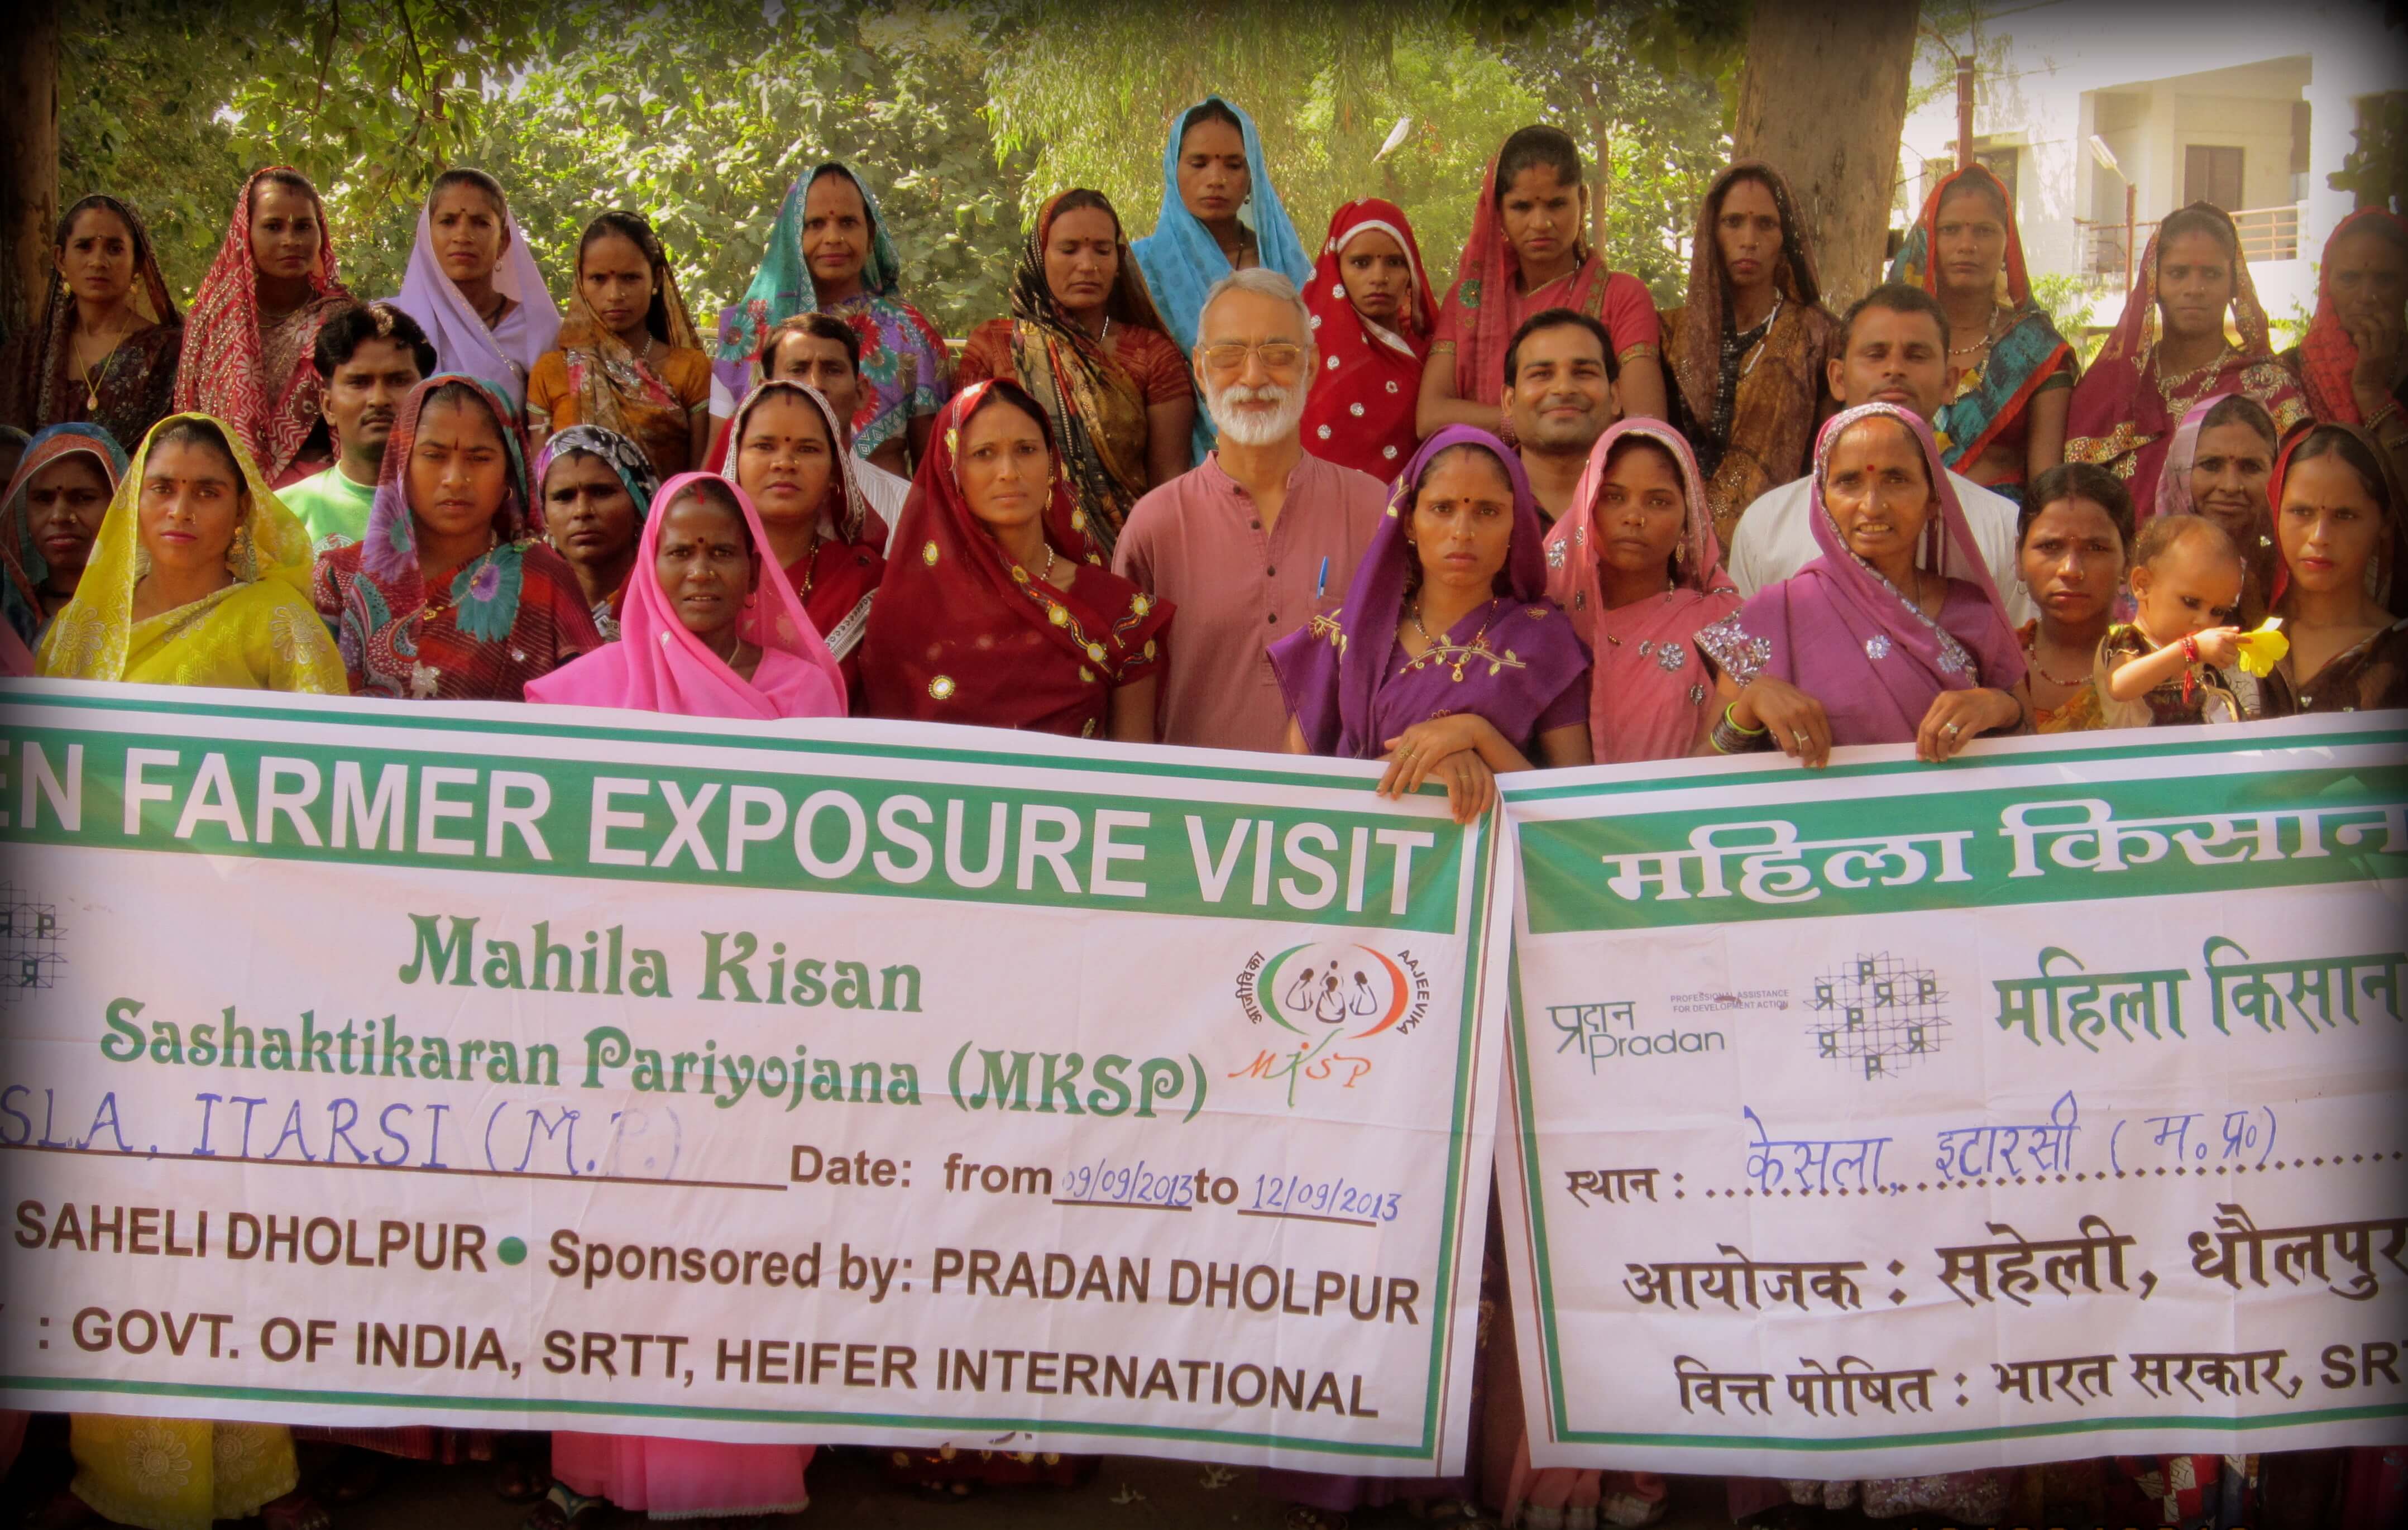 EN FARMER EXPOSURE VISIT
Mahila Kisan
Sashaktikaran Pariyojana (MKSP)
आजीविका
AAJEEVIKA
MKSP
SLA, ITARSI (M.P.) Date: from 09/09/2013 to 12/09/2013
SAHELI DHOLPUR • Sponsored by: PRADAN DHOLPUR
: GOVT. OF INDIA, SRTT, HEIFER INTERNATIONAL
महिला किसान
प्रदान
Pradan
PROFESSIONAL ASSISTANCE
FOR DEVELOPMENT ACTION
महिला किसान
स्थान : केसला, इटारसी (म. प्र०)
आयोजक : सहेली, धौलपुर
वित्त पोषित : भारत सरकार, SRT